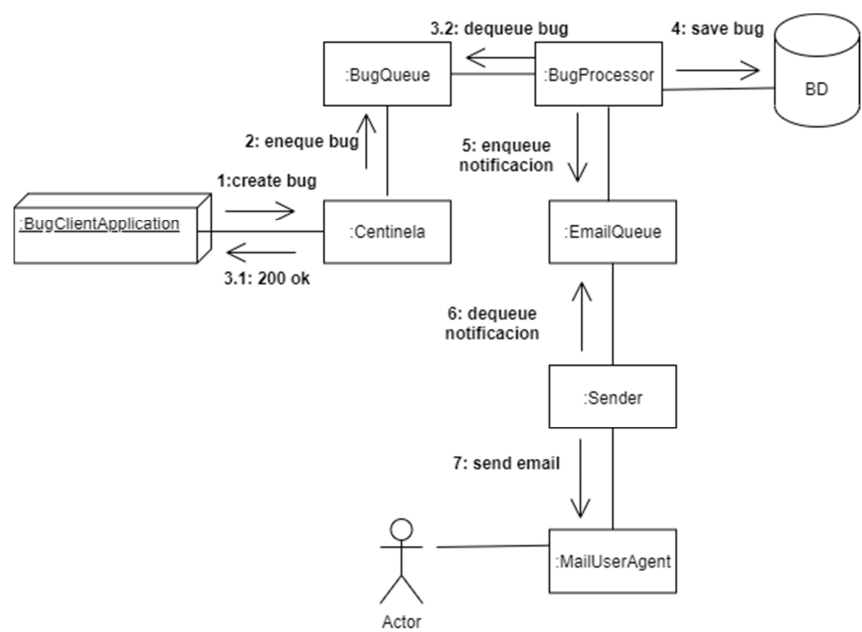 3.2: dequeue bug
4: save bug
:BugQueue
:BugProcessor
BD
2: eneque bug
5: enqueue
notificacion
1:create bug
:BugClientApplication
:Centinela
:EmailQueue
3.1: 200 ok
6: dequeue
notificacion
:Sender
7: send email
:MailUserAgent
Actor